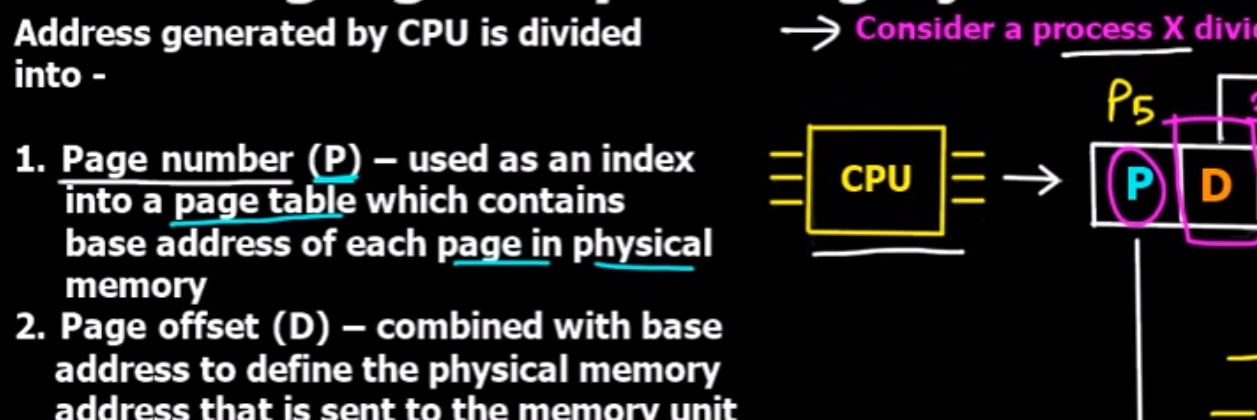 Address generated by CPU is divided
into -
1. Page number (P) – used as an index
into a page table which contains
base address of each page in physical
memory
2. Page offset (D) – combined with base
address to define the physical memory
address that is sent to the memory unit
Consider a process X
P5
CPU
P D